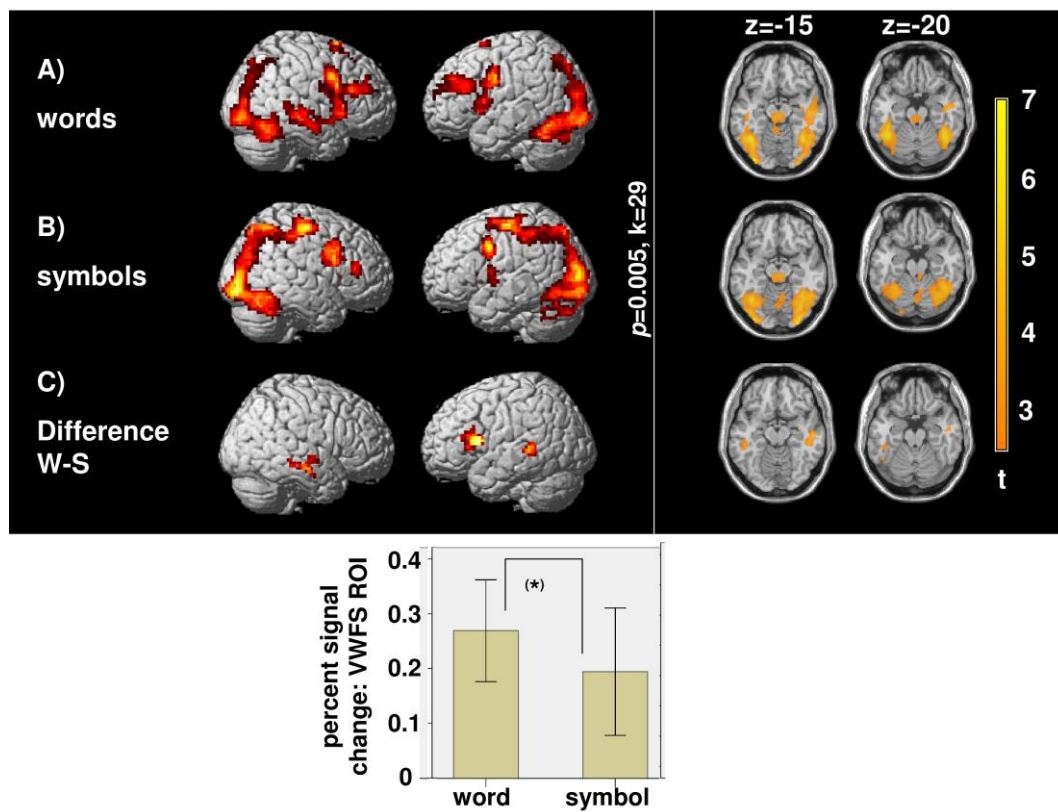 A)
words
B)
symbols
C)
Difference
W-S
p=0.005, k=29
z=-15
z=-20
7
6
5
4
3
t
percent signal
change: VWFS ROI
0.4
0.3
0.2
0.1
0
(*)
word
symbol